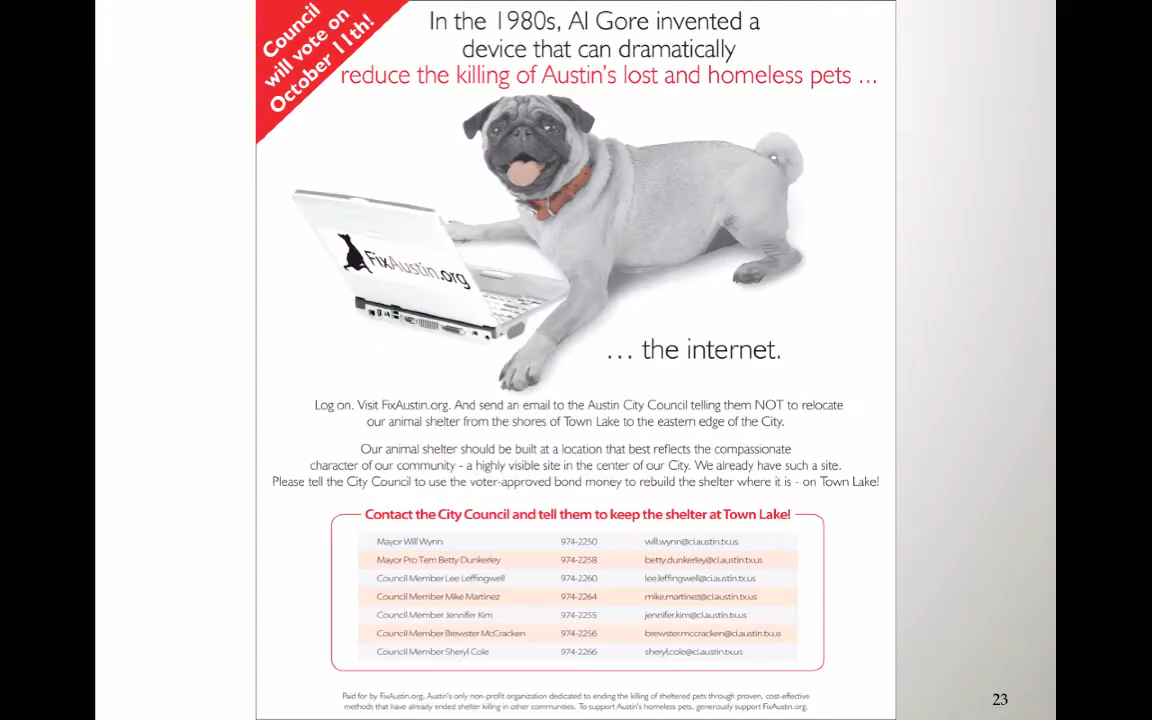 Council
will vote on
October 11th!
In the 1980s, Al Gore invented a
device that can dramatically
reduce the killing of Austin's lost and homeless pets ...
FixAustin.org
... the internet.
Log on. Visit FixAustin.org. And send an email to the Austin City Council telling them NOT to relocate
our animal shelter from the shores of Town Lake to the eastern edge of the City.
Our animal shelter should be built at a location that best reflects the compassionate
character of our community - a highly visible site in the center of our City. We already have such a site.
Please tell the City Council to use the voter-approved bond money to rebuild the shelter where it is - on Town Lake!
Contact the City Council and tell them to keep the shelter at Town Lake!
Mayor Will Wynn 974-2250 will.wynn@ci.austin.tx.us
Mayor Pro Tem Betty Dunkerley 974-2258 betty.dunkerley@ci.austin.tx.us
Council Member Lee Leffingwell 974-2260 lee.leffingwell@ci.austin.tx.us
Council Member Mike Martinez 974-2264 mike.martinez@ci.austin.tx.us
Council Member Jennifer Kim 974-2255 jennifer.kim@ci.austin.tx.us
Council Member Brewster McCracken 974-2256 brewster.mccracken@ci.austin.tx.us
Council Member Sheryl Cole 974-2266 sheryl.cole@ci.austin.tx.us
Paid for by FixAustin.org, Austin's only non-profit organization dedicated to ending the killing of sheltered pets through proven, cost-effective
methods that have already ended shelter killing in other communities. To support Austin's homeless pets, generously support FixAustin.org.
23